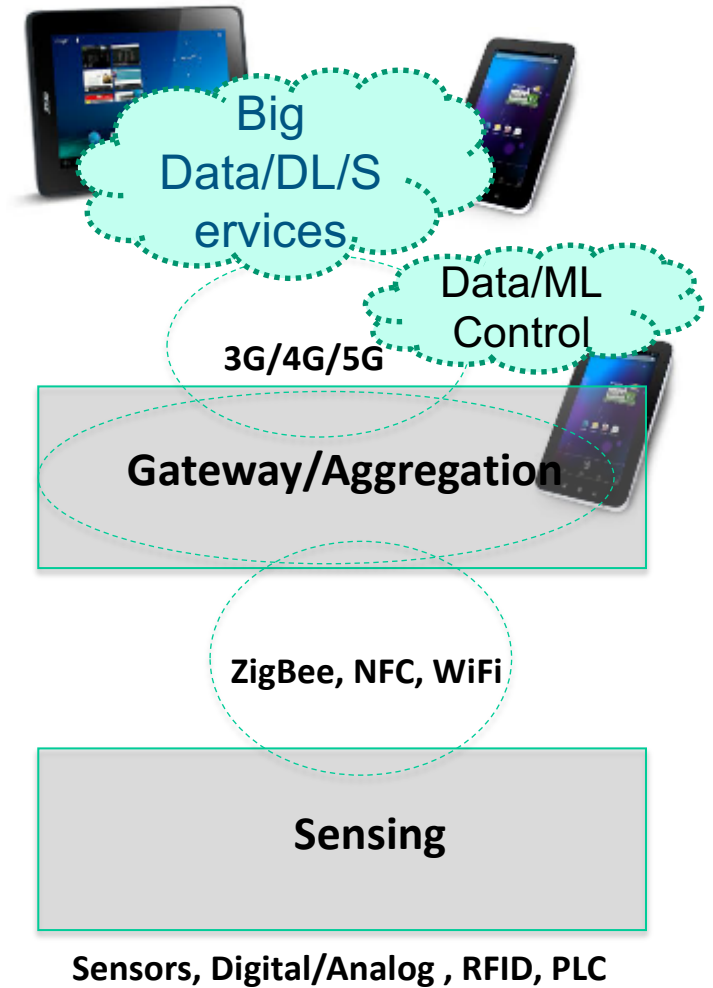 Big
Data/DL/S
ervices
Data/ML
Control
3G/4G/5G
Gateway/Aggregation
ZigBee, NFC, WiFi
Sensing
Sensors, Digital/Analog , RFID, PLC